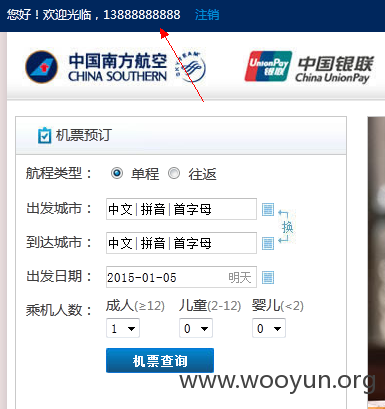 您好！欢迎光临，13888888888 注销
中国南方航空
CHINA SOUTHERN
SKYTEAM
UnionPay
银联
中国银联
China UnionPay
机票预订
航程类型： 单程 往返
出发城市： 中文|拼音|首字母
换
到达城市： 中文|拼音|首字母
出发日期： 2015-01-05 明天
乘机人数： 成人(≥12) 儿童(2-12) 婴儿(<2)
1 0 0
机票查询
www.wooyun.org